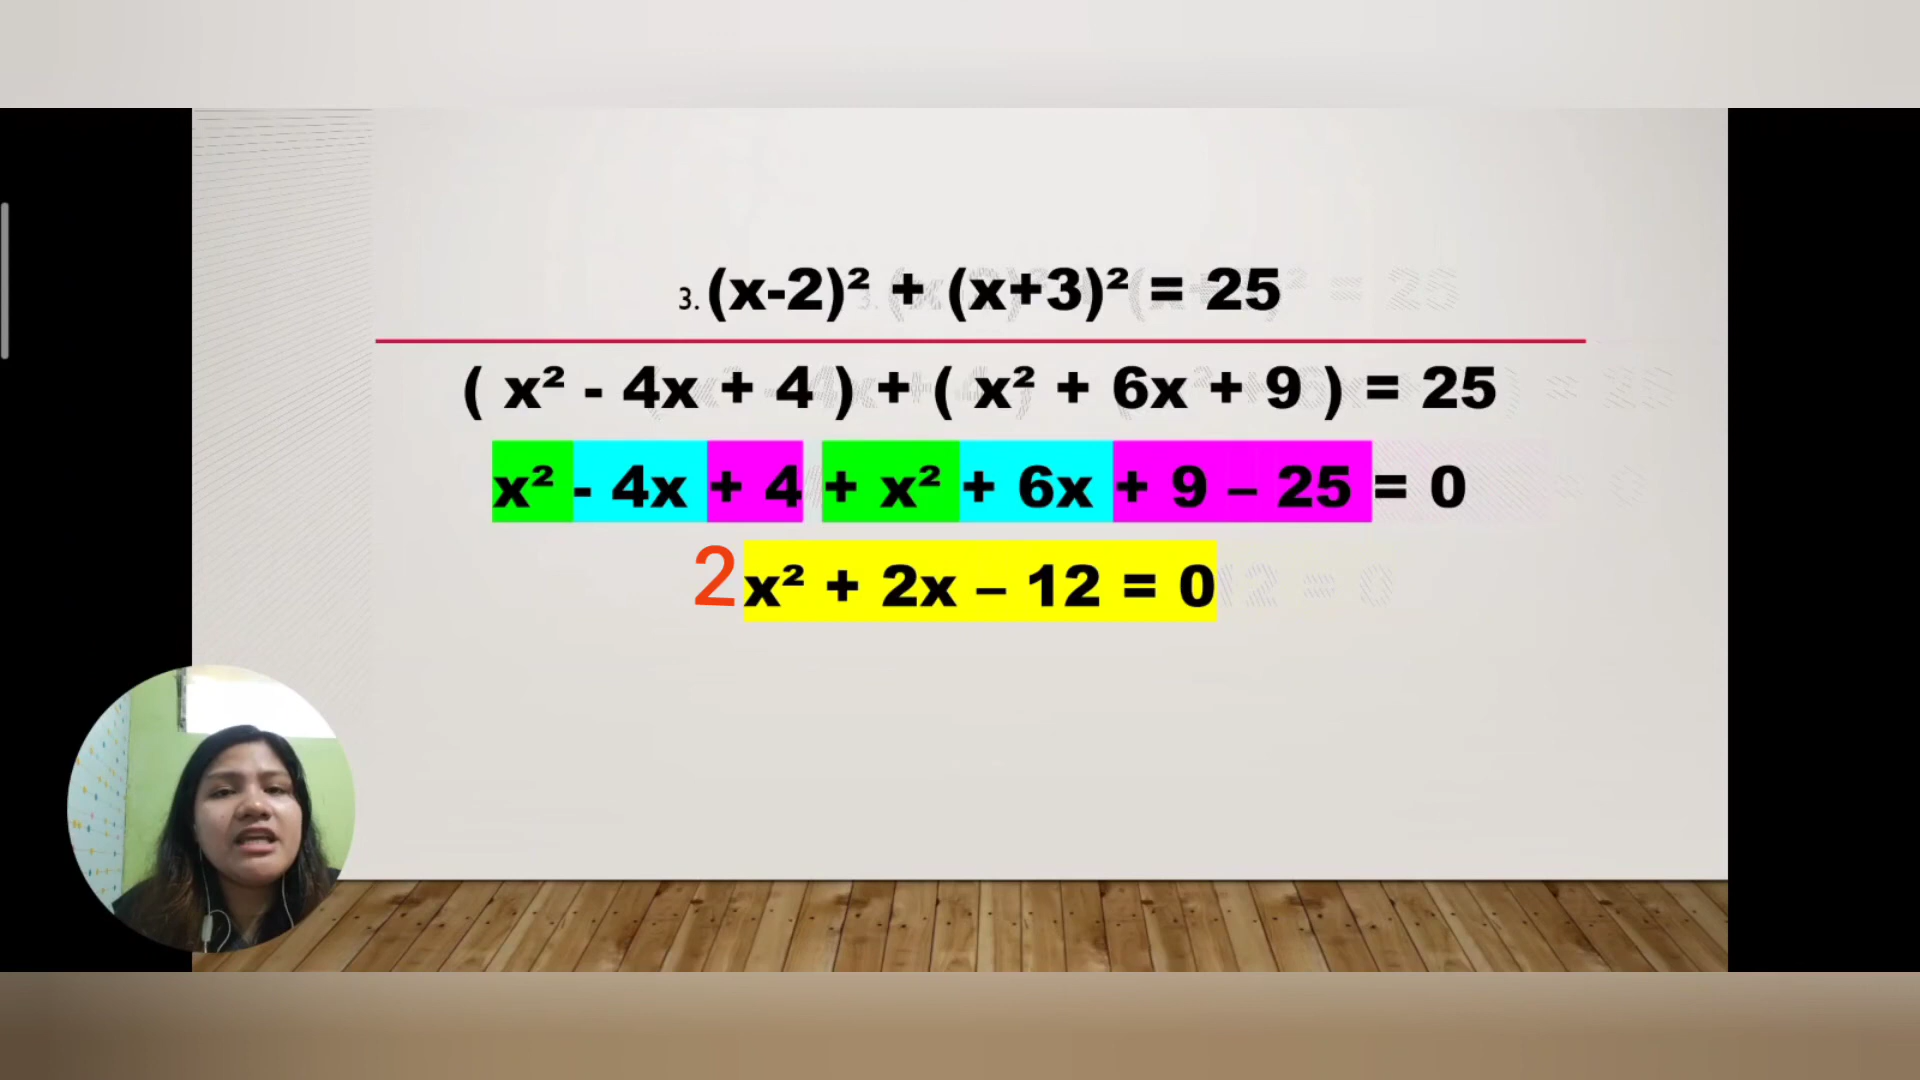 3. (x-2)² + (x+3)² = 25
( x² - 4x + 4 ) + ( x² + 6x + 9 ) = 25
x² - 4x + 4 + x² + 6x + 9 – 25 = 0
2x² + 2x – 12 = 0